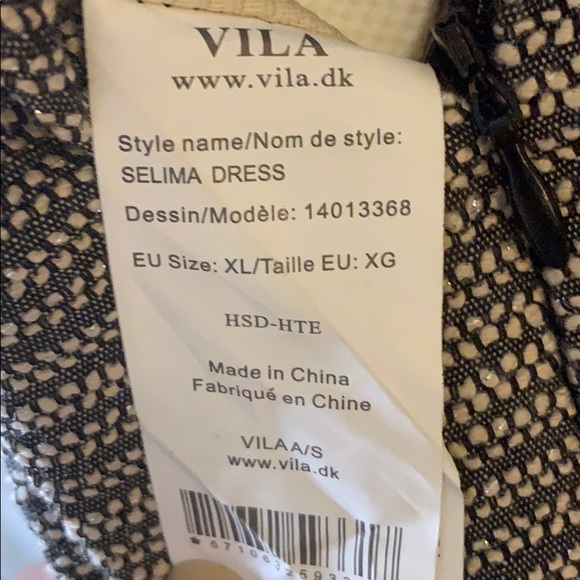 VILA
www.vila.dk
Style name/Nom de style:
SELIMA DRESS
Dessin/Modèle: 14013368
EU Size: XL/Taille EU: XG
HSD-HTE
Made in China
Fabriqué en Chine
VILA A/S
www.vila.dk